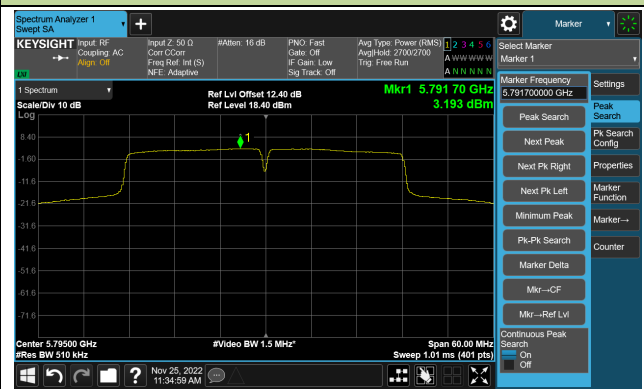 Spectrum Analyzer 1
Swept SA
+
Marker
KEYSIGHT
Input: RF
Coupling: AC
Align: Off
Input Z: 50 Ω
Corr CCorr
Freq Ref: Int (S)
NFE: Adaptive
#Atten: 16 dB
PNO: Fast
Gate: Off
IF Gain: Low
Sig Track: Off
Avg Type: Power (RMS)
Avg|Hold: 2700/2700
Trig: Free Run
1 2 3 4 5 6
A W W W W W
A N N N N N
LXI
Select Marker
Marker 1
1 Spectrum
Scale/Div 10 dB
Log
Ref Lvl Offset 12.40 dB
Ref Level 18.40 dBm
Mkr1 5.791 70 GHz
3.193 dBm
8.40
-1.60
-11.6
-21.6
-31.6
-41.6
-51.6
-61.6
-71.6
1
Center 5.79500 GHz
#Res BW 510 kHz
#Video BW 1.5 MHz*
Span 60.00 MHz
Sweep 1.01 ms (401 pts)
Marker Frequency
5.791700000 GHz
Peak Search
Next Peak
Next Pk Right
Next Pk Left
Minimum Peak
Pk-Pk Search
Marker Delta
Mkr→CF
Mkr→Ref Lvl
Continuous Peak
Search
On
Off
Settings
Peak
Search
Pk Search
Config
Properties
Marker
Function
Marker→
Counter
?
Nov 25, 2022
11:34:59 AM